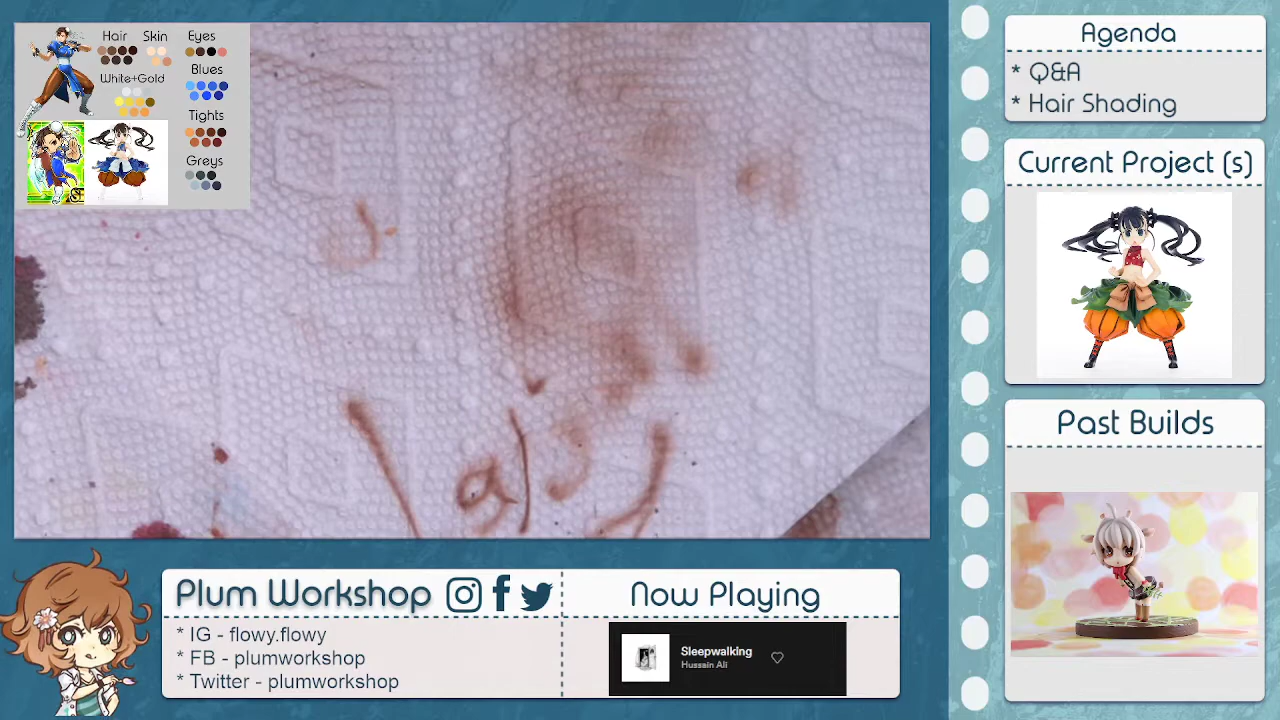 Hair Skin Eyes
White+Gold
Blues
Tights
Greys
Agenda
* Q&A
* Hair Shading
Current Project (s)
Past Builds
Plum Workshop
* IG - flowy.flowy
* FB - plumworkshop
* Twitter - plumworkshop
Now Playing
Sleepwalking
Hussain Ali